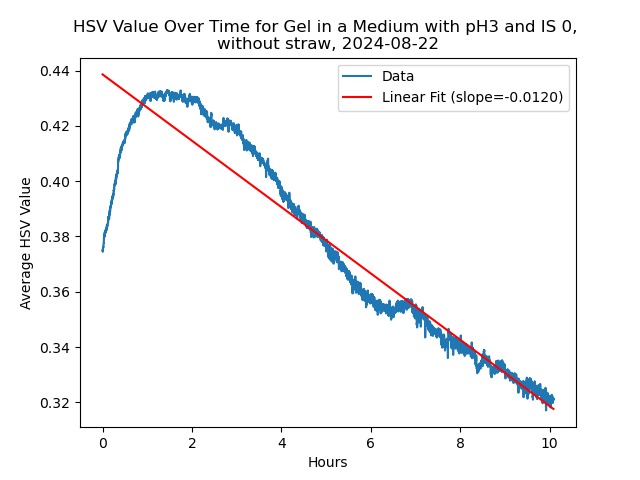 HSV Value Over Time for Gel in a Medium with pH3 and IS 0,
without straw, 2024-08-22
Data
Linear Fit (slope=-0.0120)
Average HSV Value
0.44
0.42
0.40
0.38
0.36
0.34
0.32
0
2
4
6
8
10
Hours